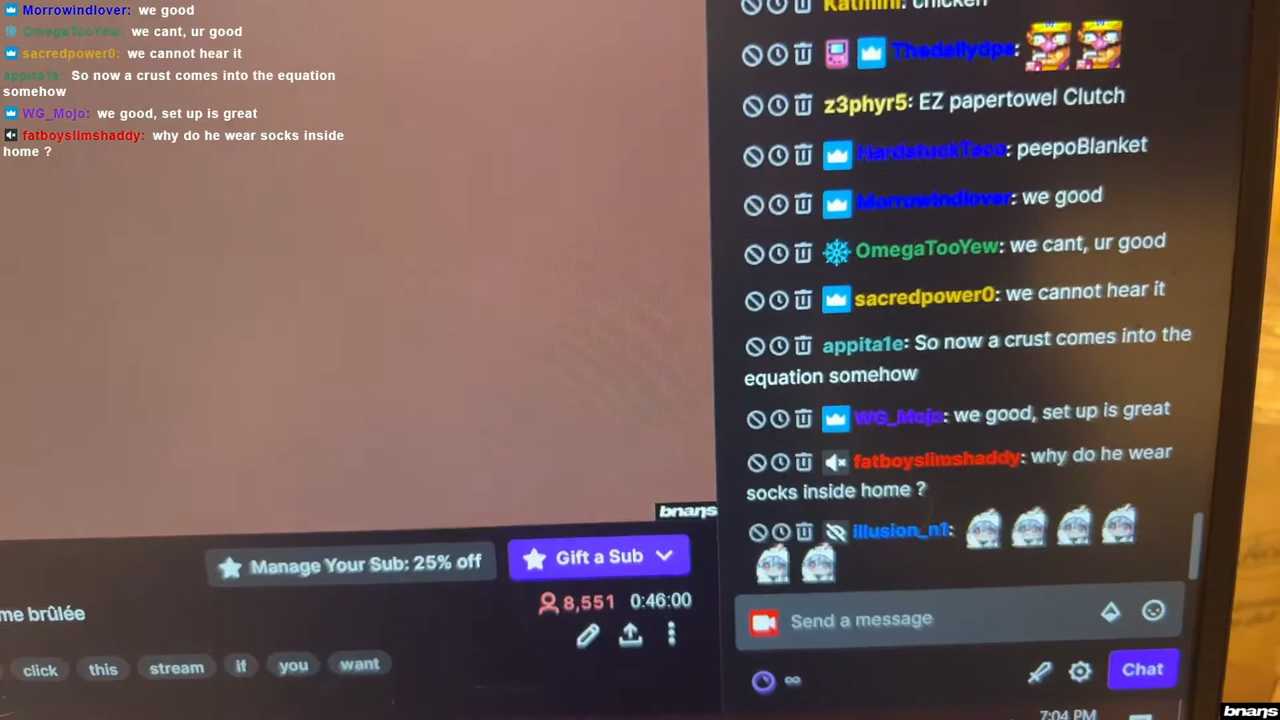 Morrowindlover: we good
OmegaTooYew: we cant, ur good
sacredpower0: we cannot hear it
appita1e: So now a crust comes into the equation
somehow
WG_Mojo: we good, set up is great
fatboyslimshaddy: why do he wear socks inside
home ?
Katmini: chicken
Thedailydpe:
z3phyr5: EZ papertowel Clutch
HardstuckTaco: peepoBlanket
Morrowindlover: we good
OmegaTooYew: we cant, ur good
sacredpower0: we cannot hear it
appita1e: So now a crust comes into the
equation somehow
WG_Mojo: we good, set up is great
fatboyslimshaddy: why do he wear
socks inside home ?
illusion_n1:
bnans
Manage Your Sub: 25% off
Gift a Sub
8,551 0:46:00
me brûlée
click this stream if you want
Send a message
Chat
7:04 PM
bnans